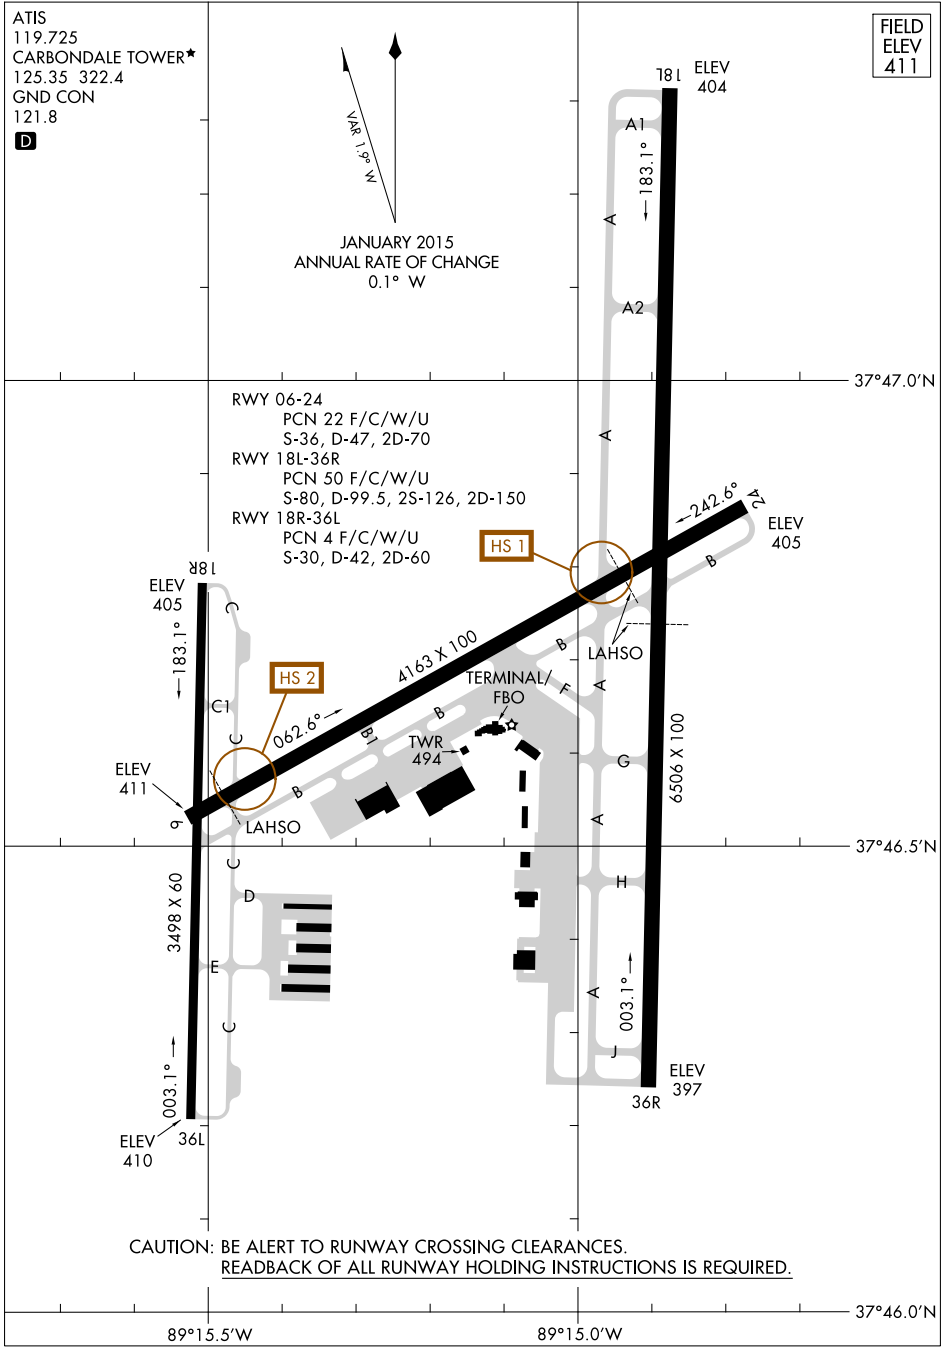 ATIS
119.725
CARBONDALE TOWER★
125.35 322.4
GND CON
121.8
D
FIELD
ELEV
411
VAR 1.9° W
JANUARY 2015
ANNUAL RATE OF CHANGE
0.1° W
18L
ELEV
404
A1
183.1°
A
A2
37°47.0'N
RWY 06-24
PCN 22 F/C/W/U
S-36, D-47, 2D-70
RWY 18L-36R
PCN 50 F/C/W/U
S-80, D-99.5, 2S-126, 2D-150
RWY 18R-36L
PCN 4 F/C/W/U
S-30, D-42, 2D-60
A
242.6°
24
ELEV
405
HS 1
B
18R
ELEV
405
C
183.1°
C1
C
HS 2
4163 X 100
062.6°
TERMINAL/
FBO
B
LAHSO
F
A
B
B1
TWR
494
G
6506 X 100
ELEV
411
6
B
LAHSO
A
37°46.5'N
C
3498 X 60
D
H
E
C
A
003.1°
J
003.1°
ELEV
397
36R
36L
ELEV
410
CAUTION: BE ALERT TO RUNWAY CROSSING CLEARANCES.
READBACK OF ALL RUNWAY HOLDING INSTRUCTIONS IS REQUIRED.
37°46.0'N
89°15.5'W
89°15.0'W